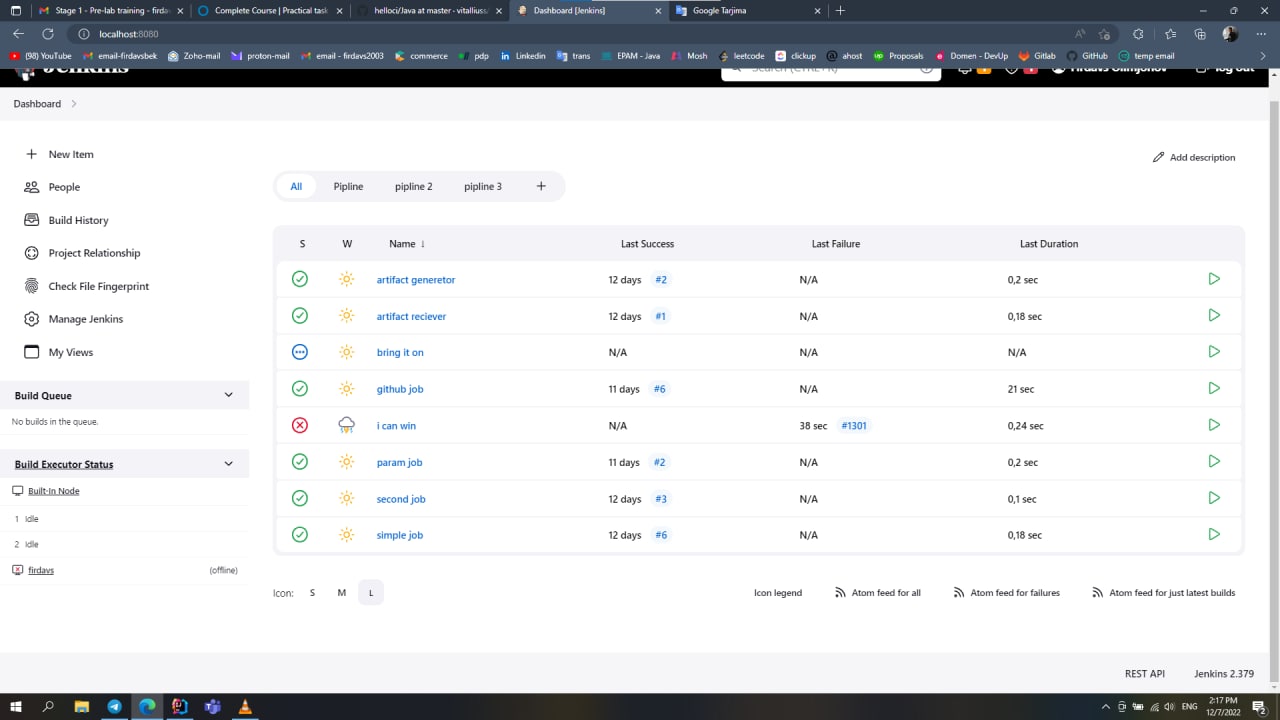 Stage 1 - Pre-lab training - firda
Complete Course | Practical task
helloci/Java at master · vitalliuss
Dashboard [Jenkins]
Google Tarjima
localhost:8080
(98) YouTube
email-firdavsbek
Zoho-mail
proton-mail
email - firdavs2003
commerce
pdp
Linkedin
trans
EPAM - Java
Mosh
leetcode
clickup
ahost
Proposals
Domen - DevUp
Gitlab
GitHub
temp email
Jenkins
Search (CTRL+K)
Firdavs Olimjonov
log out
Dashboard
New Item
People
Build History
Project Relationship
Check File Fingerprint
Manage Jenkins
My Views
Build Queue
No builds in the queue.
Build Executor Status
Built-In Node
1 Idle
2 Idle
firdavs (offline)
Add description
All Pipline pipline 2 pipline 3 +
S W Name ↓ Last Success Last Failure Last Duration
artifact generetor 12 days #2 N/A 0,2 sec
artifact reciever 12 days #1 N/A 0,18 sec
bring it on N/A N/A N/A
github job 11 days #6 N/A 21 sec
i can win N/A 38 sec #1301 0,24 sec
param job 11 days #2 N/A 0,2 sec
second job 12 days #3 N/A 0,1 sec
simple job 12 days #6 N/A 0,18 sec
Icon: S M L
Icon legend Atom feed for all Atom feed for failures Atom feed for just latest builds
REST API Jenkins 2.379
ENG
2:17 PM
12/7/2022
2